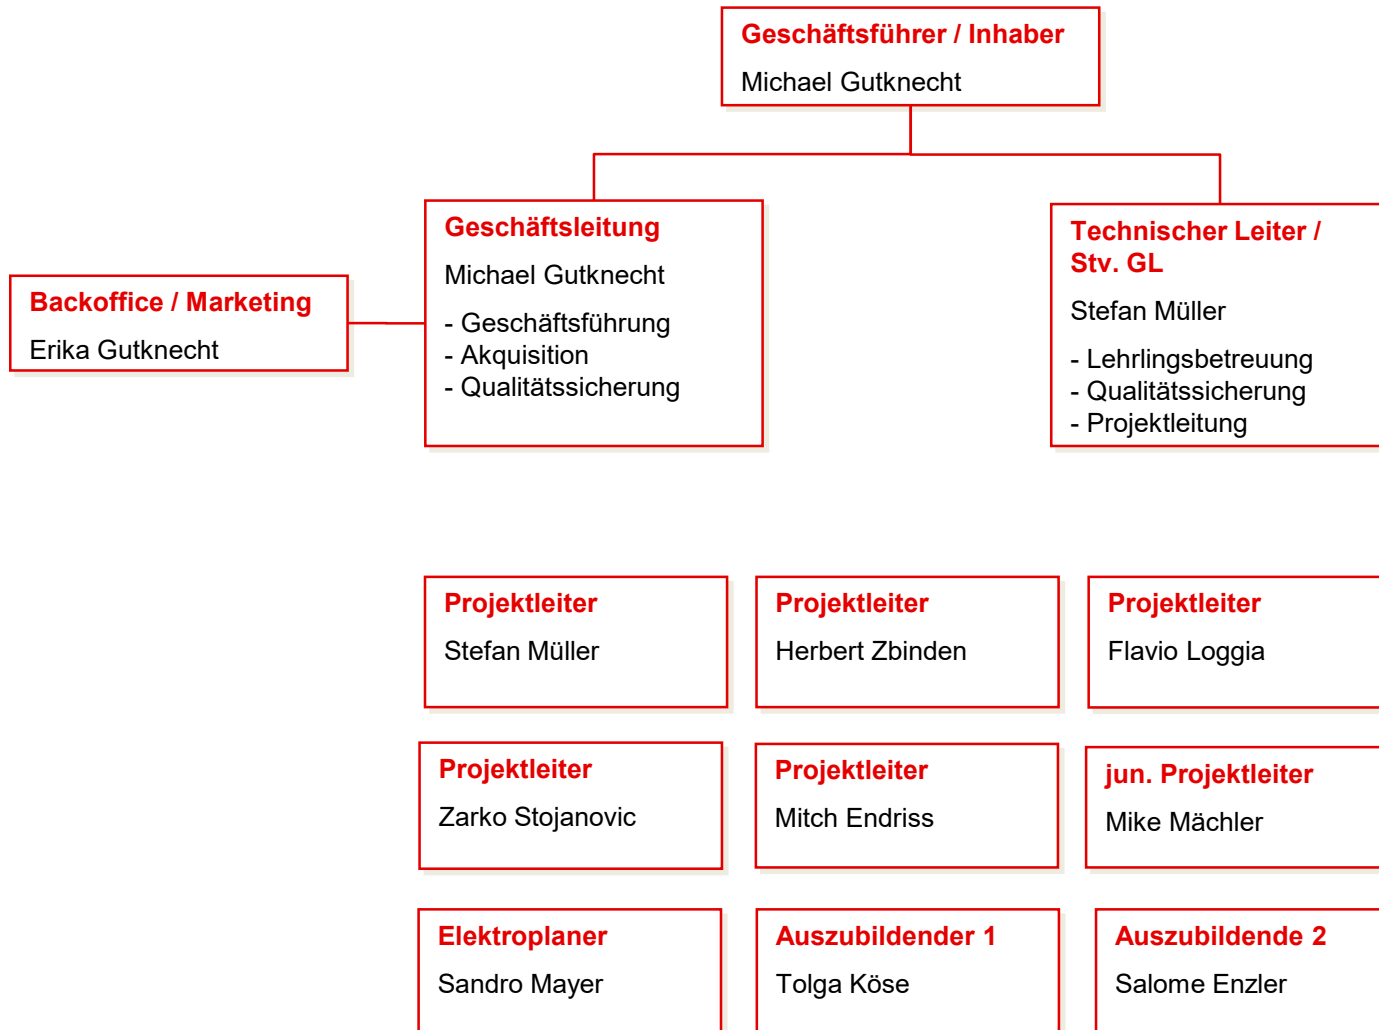 Geschäftsführer / Inhaber
Michael Gutknecht
Geschäftsleitung
Michael Gutknecht
- Geschäftsführung
- Akquisition
- Qualitätssicherung
Technischer Leiter /
Stv. GL
Stefan Müller
- Lehrlingsbetreuung
- Qualitätssicherung
- Projektleitung
Backoffice / Marketing
Erika Gutknecht
Projektleiter
Stefan Müller
Projektleiter
Herbert Zbinden
Projektleiter
Flavio Loggia
Projektleiter
Zarko Stojanovic
Projektleiter
Mitch Endriss
jun. Projektleiter
Mike Mächler
Elektroplaner
Sandro Mayer
Auszubildender 1
Tolga Köse
Auszubildende 2
Salome Enzler